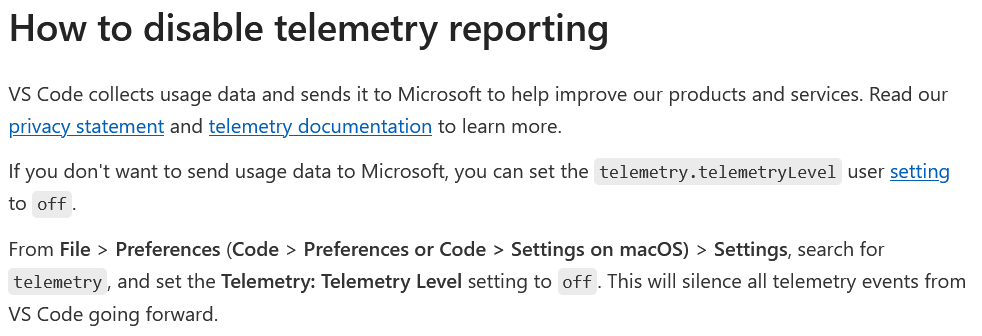 How to disable telemetry reporting
VS Code collects usage data and sends it to Microsoft to help improve our products and services. Read our
privacy statement and telemetry documentation to learn more.
If you don't want to send usage data to Microsoft, you can set the telemetry.telemetryLevel user setting
to off.
From File > Preferences (Code > Preferences or Code > Settings on macOS) > Settings, search for
telemetry, and set the Telemetry: Telemetry Level setting to off. This will silence all telemetry events from
VS Code going forward.